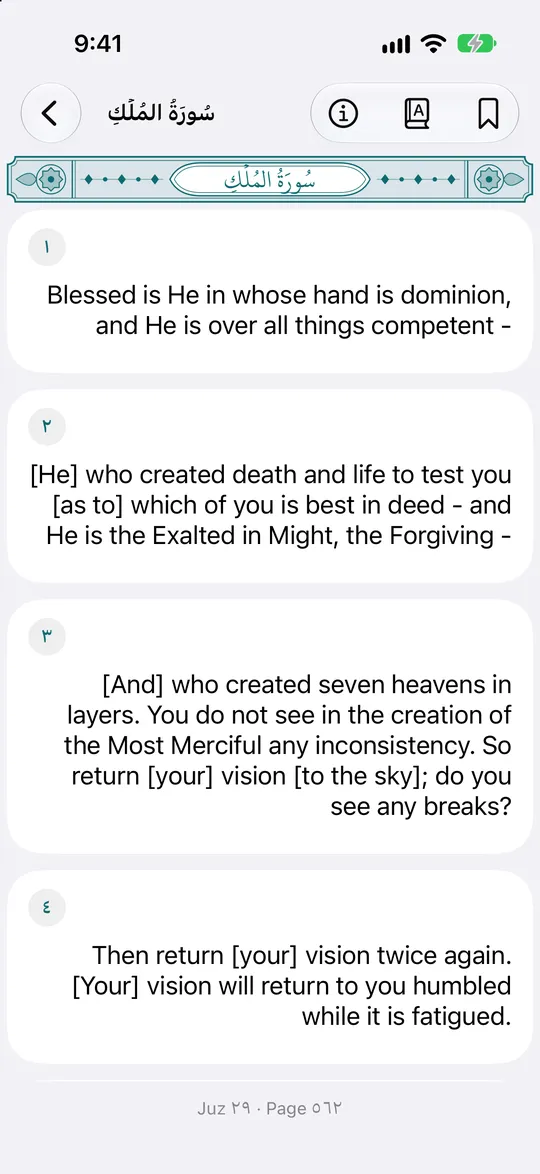 9:41
سُورَةُ المُلۡكِ
سُورَةُ المُلۡكِ
١
Blessed is He in whose hand is dominion,
and He is over all things competent -
٢
[He] who created death and life to test you
[as to] which of you is best in deed - and
He is the Exalted in Might, the Forgiving -
٣
[And] who created seven heavens in
layers. You do not see in the creation of
the Most Merciful any inconsistency. So
return [your] vision [to the sky]; do you
see any breaks?
٤
Then return [your] vision twice again.
[Your] vision will return to you humbled
while it is fatigued.
Juz ٢٩ · Page ٥٦٢